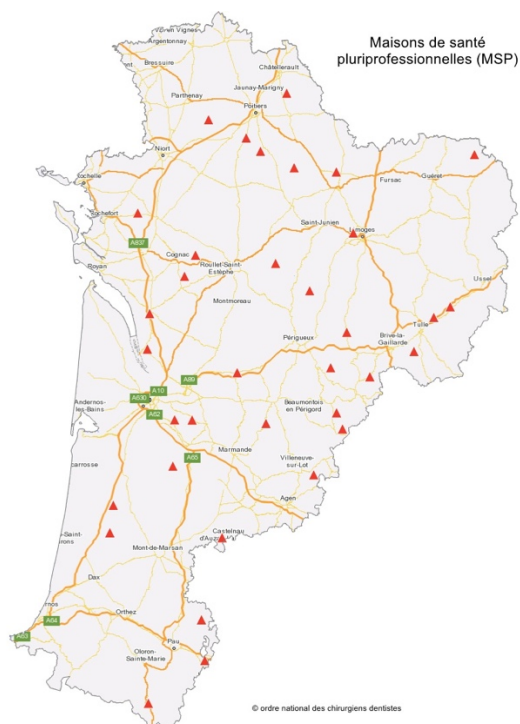 Maisons de santé
pluriprofessionnelles (MSP)
Argentonnay
Bressuire
Châtellerault
Parthenay
Jaunay-Marigny
Poitiers
Niort
Rochefort
Fursac
Guéret
Saint-Junien
Limoges
A837
Cognac
Roullet-Saint-
Estèphe
Royan
Ussel
Montmoreau
Tulle
Périgueux
Brive-la-
Gaillarde
A89
A10
A630
Andernos-
les-Bains
Beaumontois
en Périgord
A62
Marmande
A65
Villeneuve-
sur-Lot
Agen
Castelnau
Mont-de-Marsan
Dax
Orthez
A64
A63
Pau
Oloron-
Sainte-Marie
© ordre national des chirurgiens dentistes